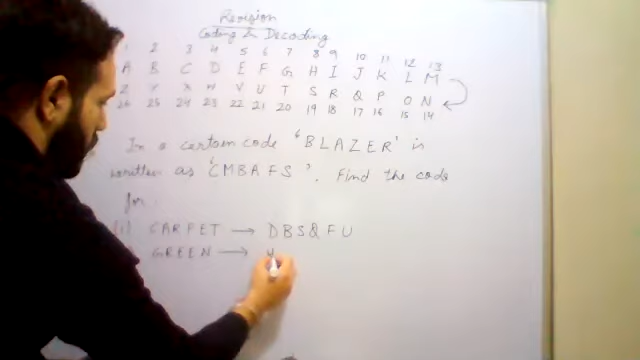 Revision
Coding & Decoding
1 2 3 4 5 6 7 8 9 10 11 12 13
A B C D E F G H I J K L M
Z Y X W V U T S R Q P O N
26 25 24 23 22 21 20 19 18 17 16 15 14
In a certain code 'BLAZER' is
written as 'CMBAFS'. Find the code
for
(i) CARPET → DBSQFU
GREEN → H